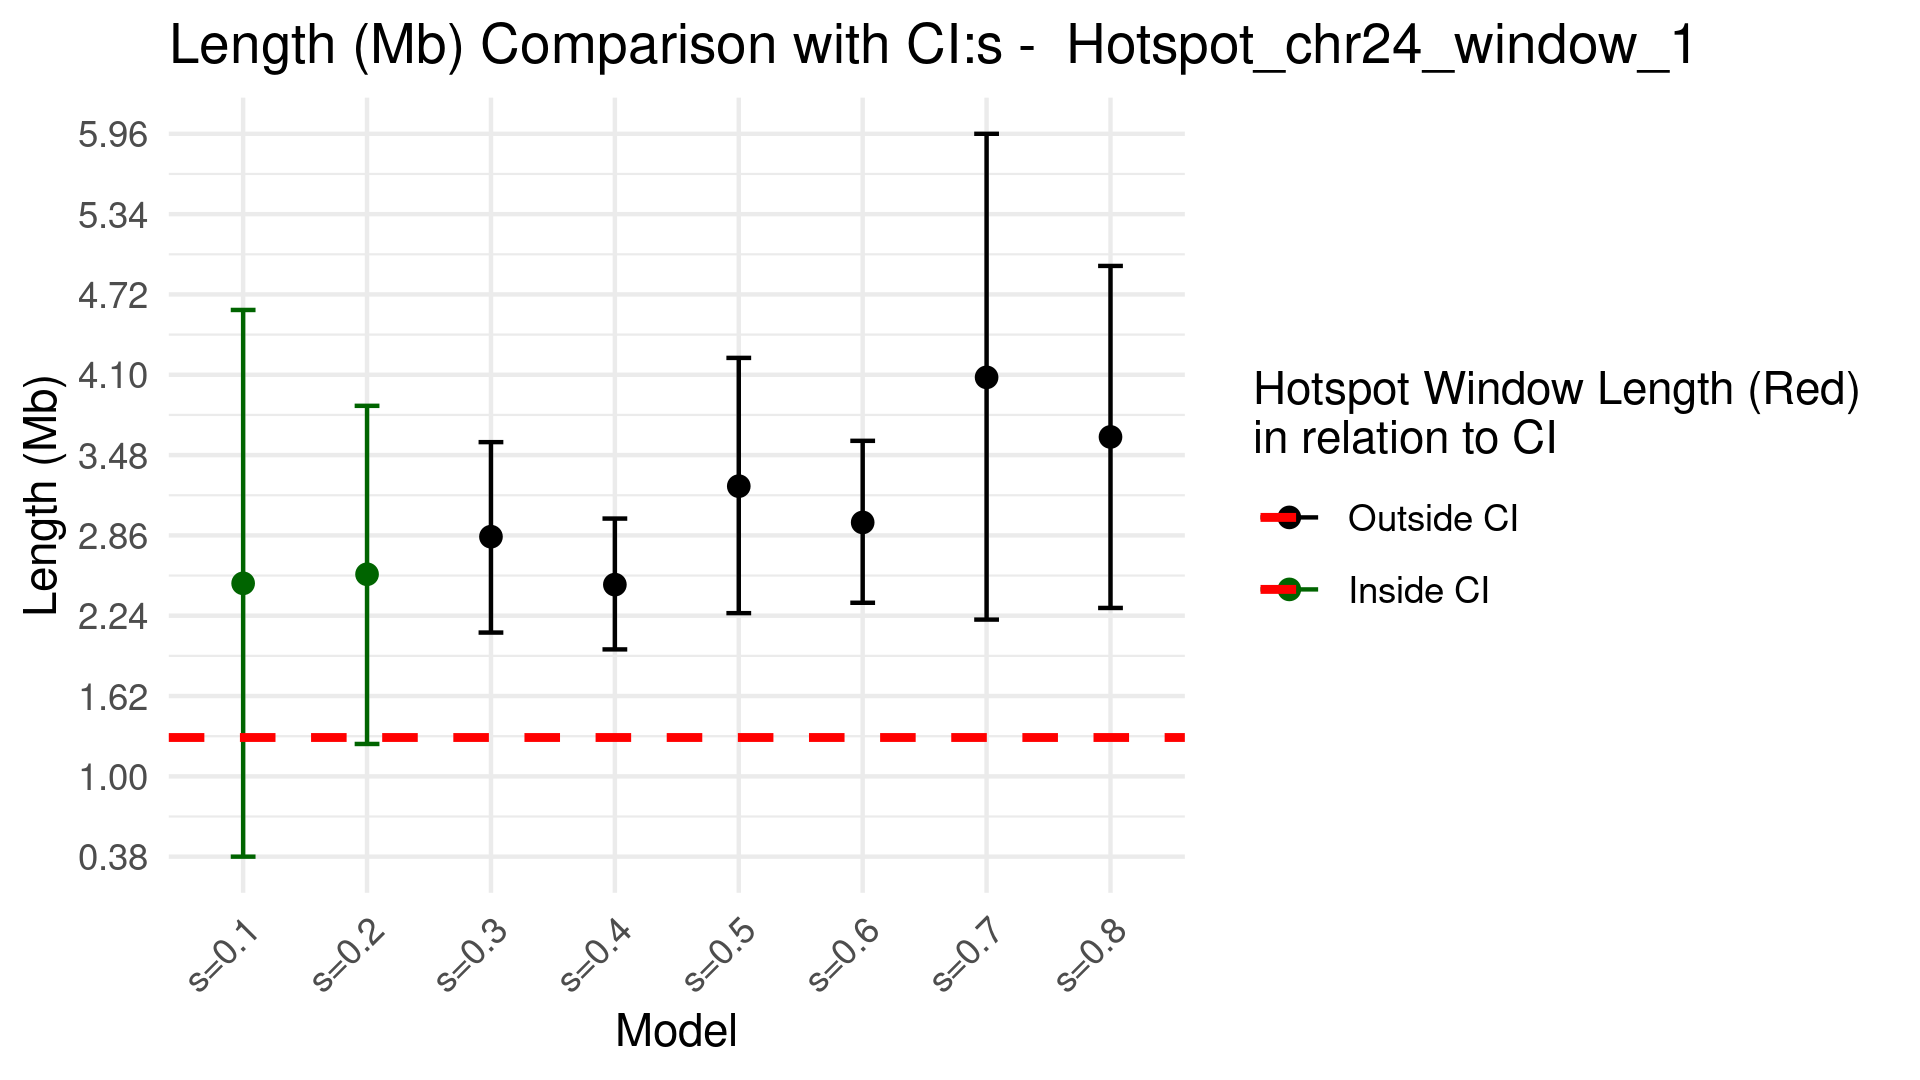 Length (Mb) Comparison with CI:s -  Hotspot_chr24_window_1
Length (Mb)
5.96
5.34
4.72
4.10
3.48
2.86
2.24
1.62
1.00
0.38
s=0.1
s=0.2
s=0.3
s=0.4
s=0.5
s=0.6
s=0.7
s=0.8
Model
Hotspot Window Length (Red)
in relation to CI
Outside CI
Inside CI